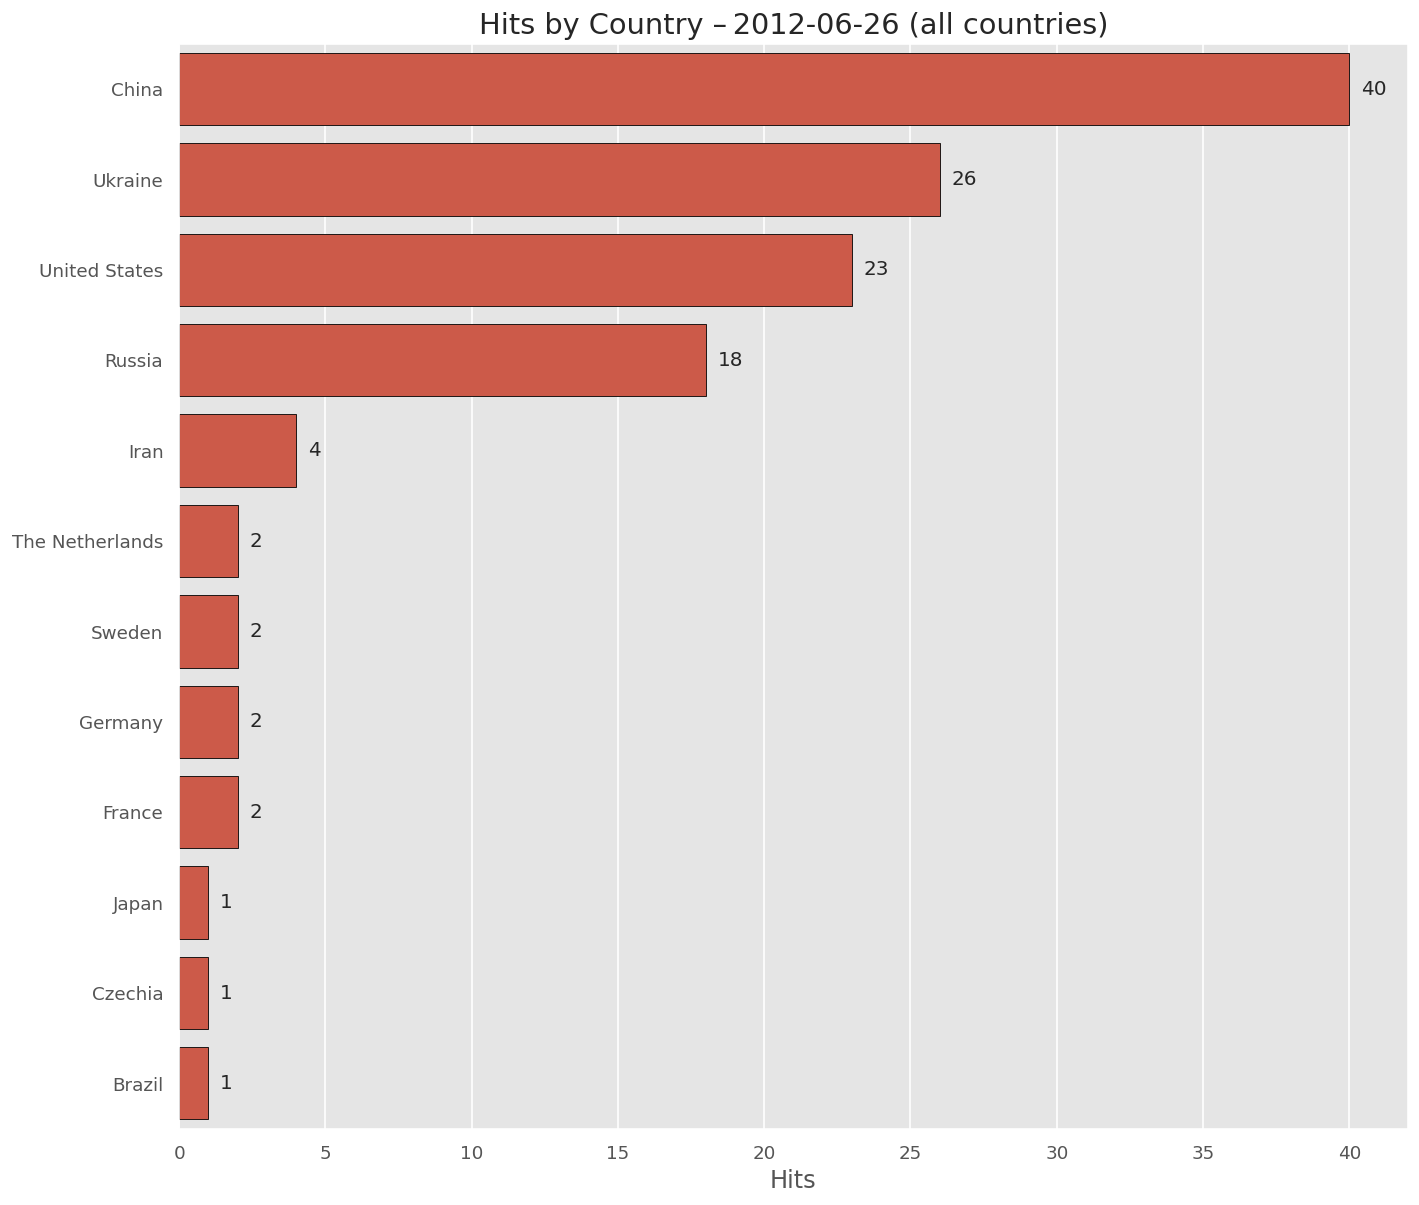 Hits by Country – 2012-06-26 (all countries)
China 40
Ukraine 26
United States 23
Russia 18
Iran 4
The Netherlands 2
Sweden 2
Germany 2
France 2
Japan 1
Czechia 1
Brazil 1
0 5 10 15 20 25 30 35 40
Hits